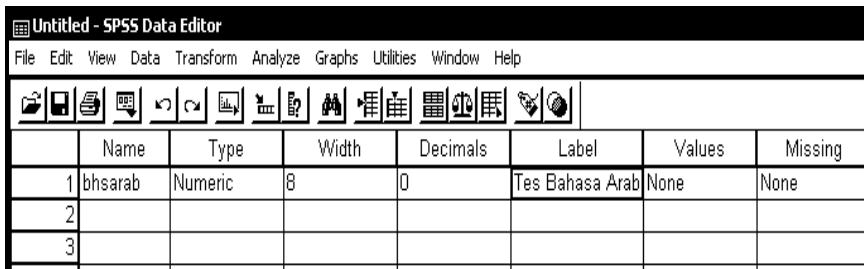 Untitled - SPSS Data Editor
File Edit View Data Transform Analyze Graphs Utilities Window Help
Name Type Width Decimals Label Values Missing
1 bhsarab Numeric 8 0 Tes Bahasa Arab None None
2
3